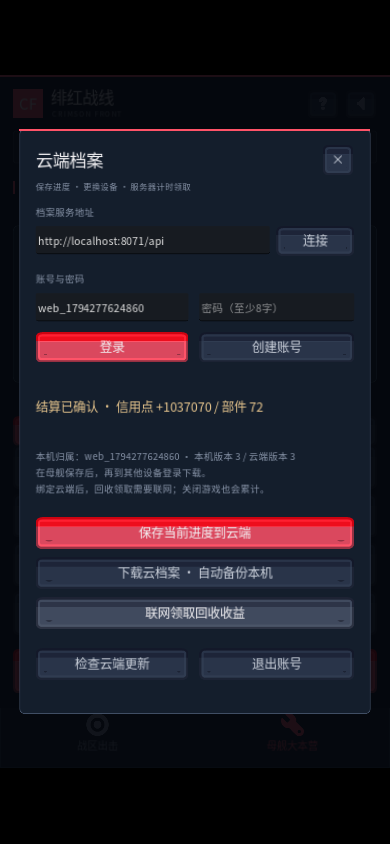 CF 绯红战线
?
云端档案
×
保存进度 · 更换设备 · 服务器计时领取
档案服务地址
http://localhost:8071/api 连接
账号与密码
web_1794277624860 密码（至少8字）
登录 创建账号
结算已确认 · 信用点 +1037070 / 部件 72
本机归属：web_1794277624860 · 本机版本 3 / 云端版本 3
在母舰保存后，再到其他设备登录下载。
绑定云端后，回收领取需要联网；关闭游戏也会累计。
保存当前进度到云端
下载云档案 · 自动备份本机
联网领取回收收益
检查云端更新 退出账号